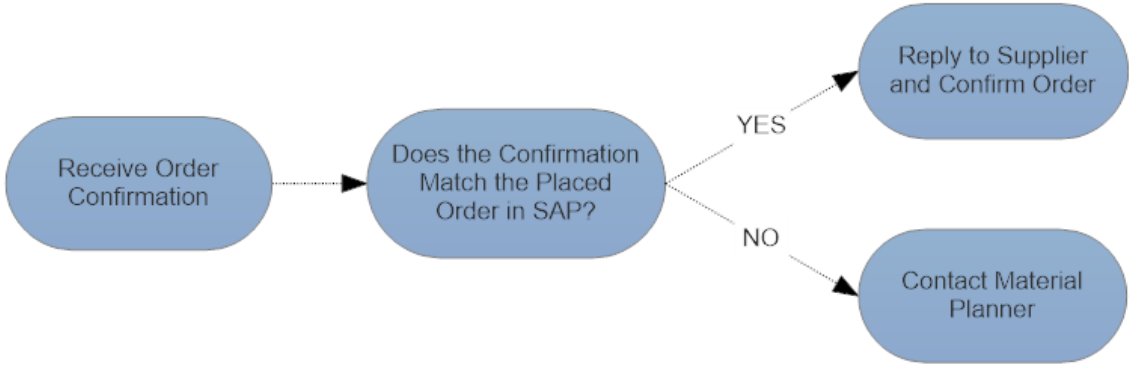 Receive Order
Confirmation
Does the Confirmation
Match the Placed
Order in SAP?
YES
Reply to Supplier
and Confirm Order
NO
Contact Material
Planner